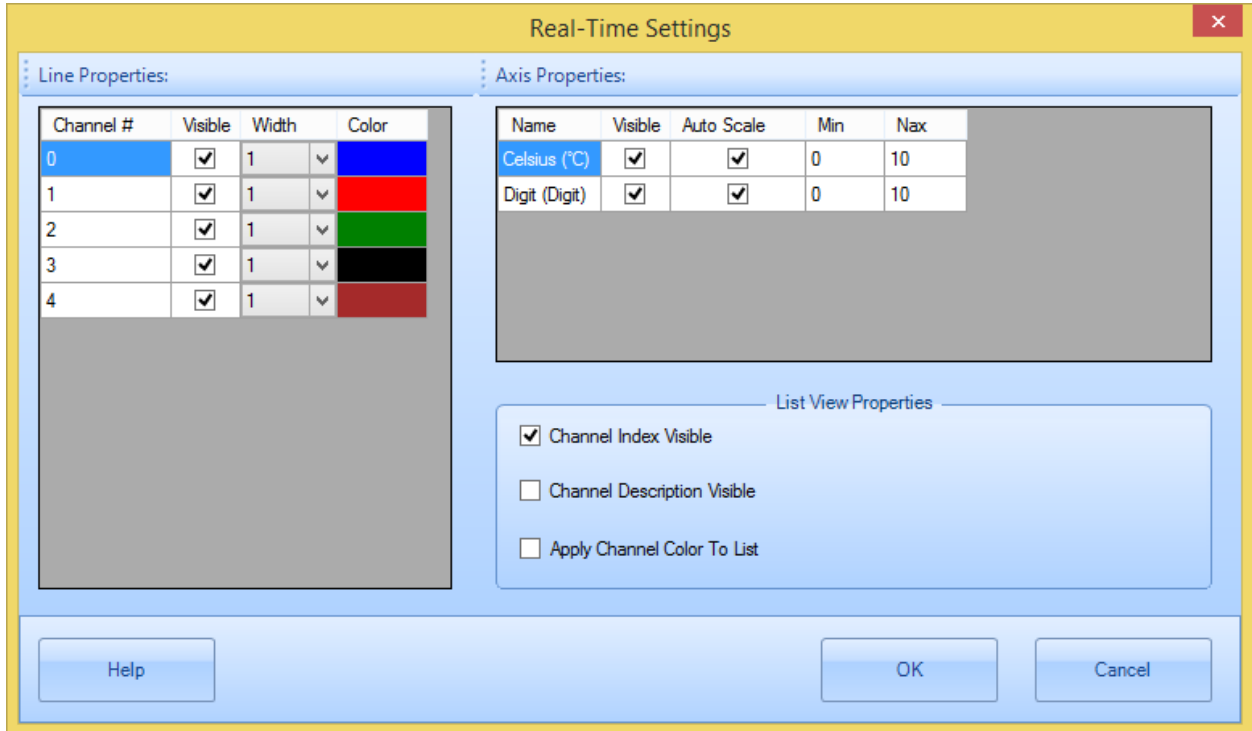 Real-Time Settings
Line Properties:
Channel # Visible Width Color
0 1
1 1
2 1
3 1
4 1
Axis Properties:
Name Visible Auto Scale Min Nax
Celsius (°C) 0 10
Digit (Digit) 0 10
List View Properties
Channel Index Visible
Channel Description Visible
Apply Channel Color To List
Help OK Cancel